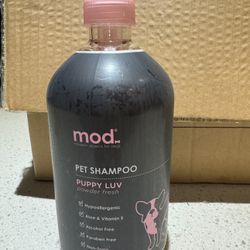 mod
PET SHAMPOO
PUPPY LUV
powder fresh
Hypoallergenic
Aloe & Vitamin E
Alcohol Free
Paraben Free